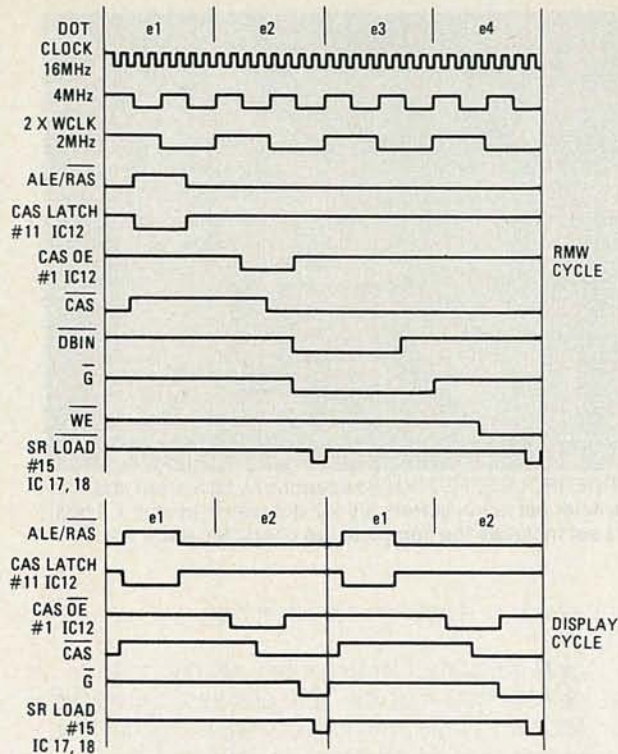 DOT e1 e2 e3 e4
CLOCK
16MHz
4MHz
2 X WCLK
2MHz
ALE/RAS
CAS LATCH
#11 IC12
CAS OE
#1 IC12
CAS
DBIN
G
WE
SR LOAD
#15
IC 17, 18
RMW
CYCLE
e1 e2 e1 e2
ALE/RAS
CAS LATCH
#11 IC12
CAS OE
#1 IC12
CAS
G
SR LOAD
#15
IC 17, 18
DISPLAY
CYCLE